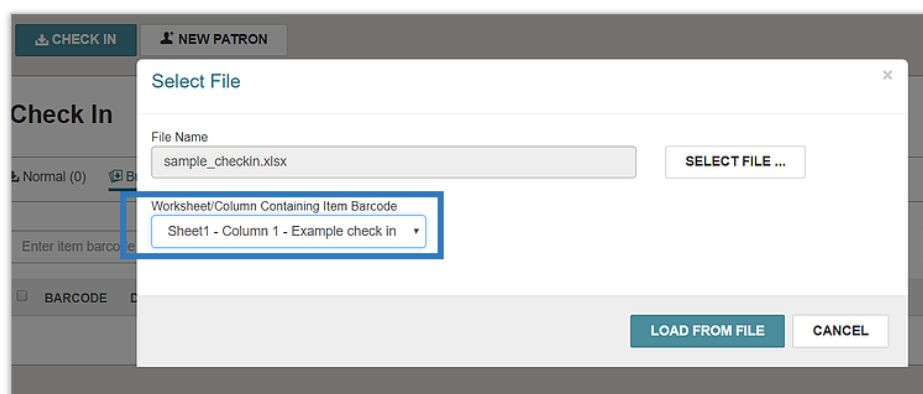 CHECK IN
NEW PATRON
Select File
×
Check In
File Name
sample_checkin.xlsx
SELECT FILE ...
Normal (0)
Worksheet/Column Containing Item Barcode
Sheet1 - Column 1 - Example check in
Enter item barcode
BARCODE
LOAD FROM FILE
CANCEL